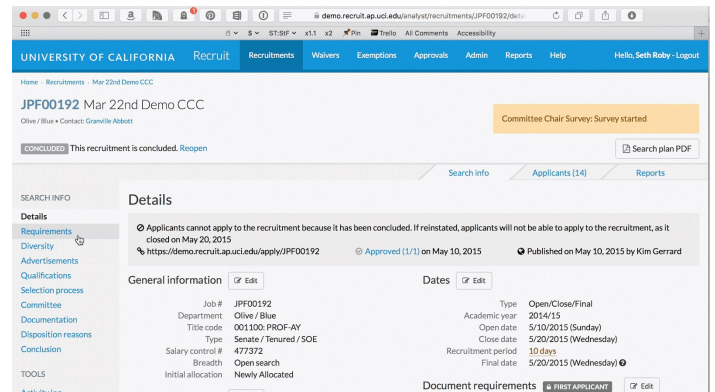 demo.recruit.ap.uci.edu/analyst/recruitments/JPF00192/detai
$ ST:StF x1.1 x2 Pin Trello All Comments Accessibility
UNIVERSITY OF CALIFORNIA Recruit Recruitments Waivers Exemptions Approvals Admin Reports Help Hello, Seth Roby - Logout
Home Recruitments Mar 22nd Demo CCC
JPF00192 Mar 22nd Demo CCC
Olive / Blue • Contact: Granville Abbott
Committee Chair Survey: Survey started
CONCLUDED This recruitment is concluded. Reopen
Search plan PDF
Search info Applicants (14) Reports
SEARCH INFO
Details
Requirements
Diversity
Advertisements
Qualifications
Selection process
Committee
Documentation
Disposition reasons
Conclusion
TOOLS
Details
Applicants cannot apply to the recruitment because it has been concluded. If reinstated, applicants will not be able to apply to the recruitment, as it
closed on May 20, 2015
https://demo.recruit.ap.uci.edu/apply/JPF00192 Approved (1/1) on May 10, 2015 Published on May 10, 2015 by Kim Gerrard
General information Edit
Job # JPF00192
Department Olive / Blue
Title code 001100: PROF-AY
Type Senate / Tenured / SOE
Salary control # 477372
Breadth Open search
Initial allocation Newly Allocated
Dates Edit
Type Open/Close/Final
Academic year 2014/15
Open date 5/10/2015 (Sunday)
Close date 5/20/2015 (Wednesday)
Recruitment period 10 days
Final date 5/20/2015 (Wednesday)
Document requirements FIRST APPLICANT Edit